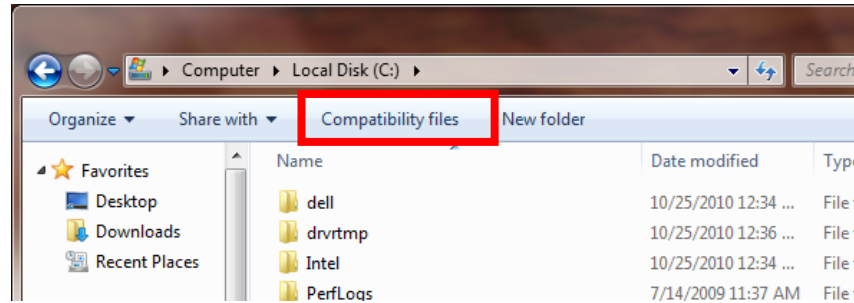 Computer Local Disk (C:) Search
Organize Share with Compatibility files New folder
Favorites
Desktop
Downloads
Recent Places
Name Date modified Type
dell 10/25/2010 12:34 ... File
drvrtmp 10/25/2010 12:36 ... File
Intel 10/25/2010 12:34 ... File
PerfLogs 7/14/2009 11:37 AM File